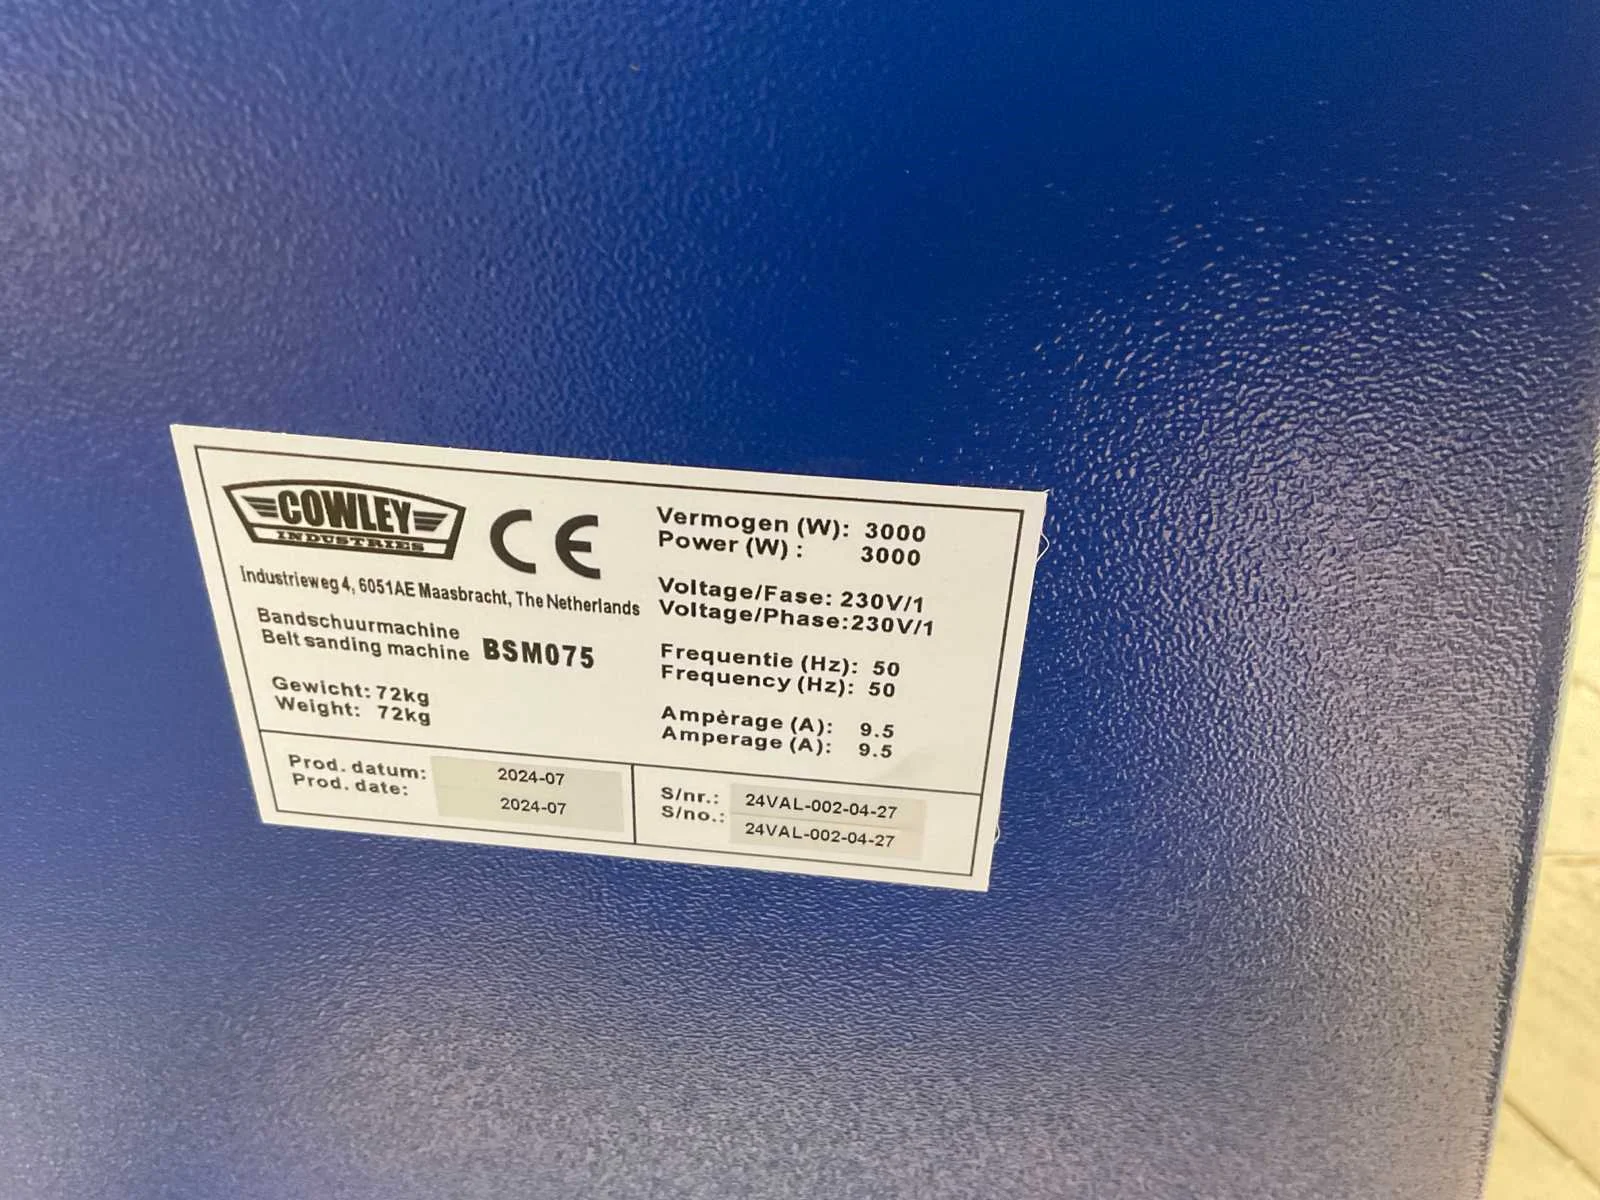 COWLEY
INDUSTRIES
CE
Industrieweg 4, 6051AE Maasbracht, The Netherlands
Bandschuurmachine
Belt sanding machine BSM075
Gewicht: 72kg
Weight: 72kg
Vermogen (W): 3000
Power (W) : 3000
Voltage/Fase: 230V/1
Voltage/Phase:230V/1
Frequentie (Hz): 50
Frequency (Hz): 50
Ampèrage (A): 9.5
Amperage (A): 9.5
Prod. datum: 2024-07
Prod. date: 2024-07
S/nr.: 24VAL-002-04-27
S/no.: 24VAL-002-04-27